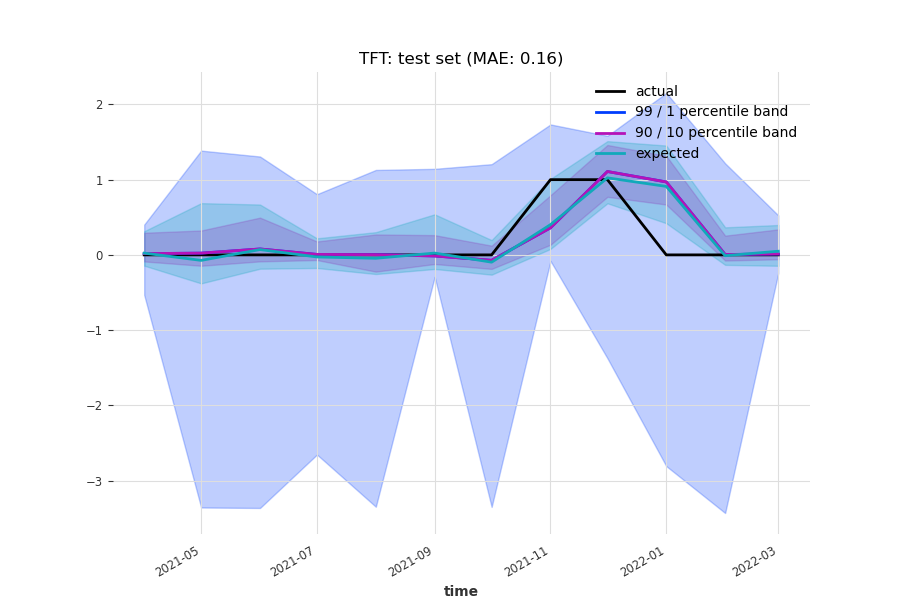 TFT: test set (MAE: 0.16)
actual
99 / 1 percentile band
90 / 10 percentile band
expected
2
1
0
−1
−2
−3
2021-05
2021-07
2021-09
2021-11
2022-01
2022-03
time